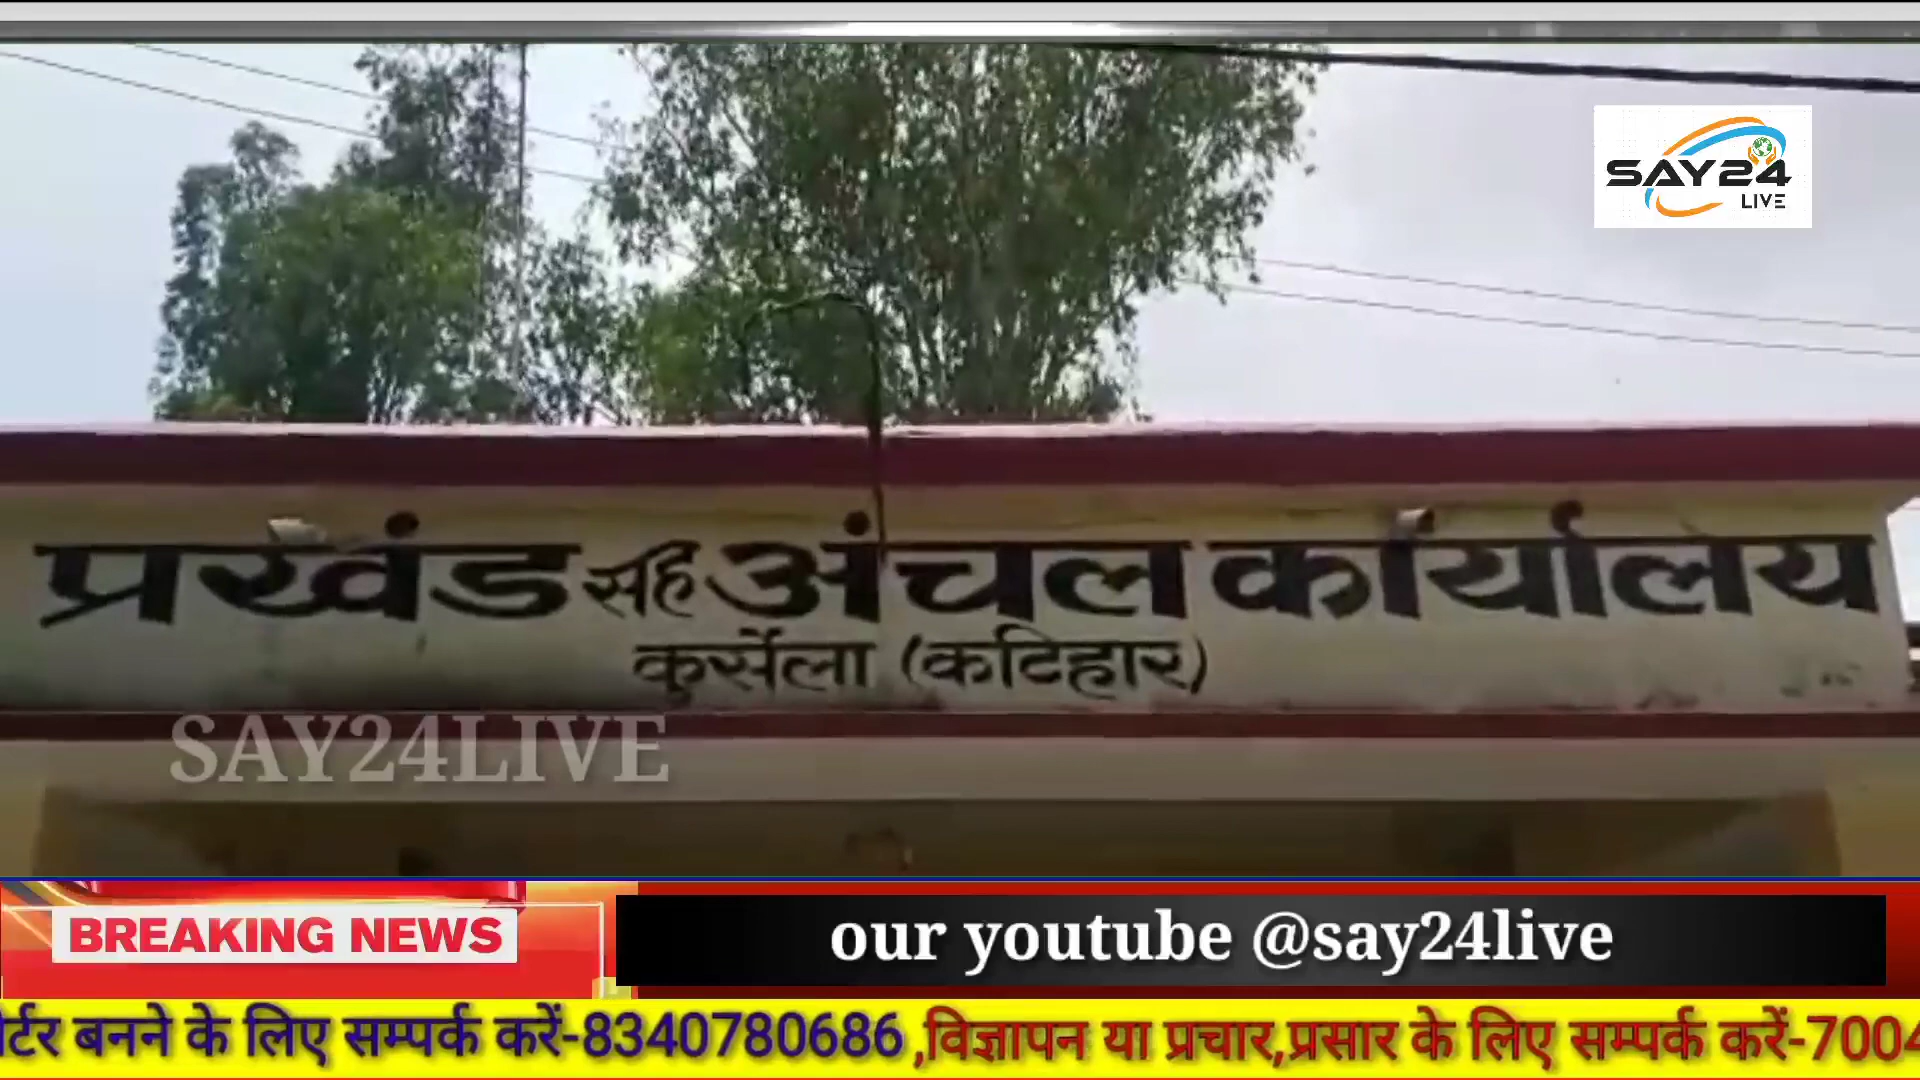 SAY24
LIVE
प्रखंड सह अंचल कार्यालय
कुर्सेला (कटिहार)
SAY24LIVE
BREAKING NEWS
our youtube @say24live
र्टर बनने के लिए सम्पर्क करें-8340780686 ,विज्ञापन या प्रचार,प्रसार के लिए सम्पर्क करें-7004